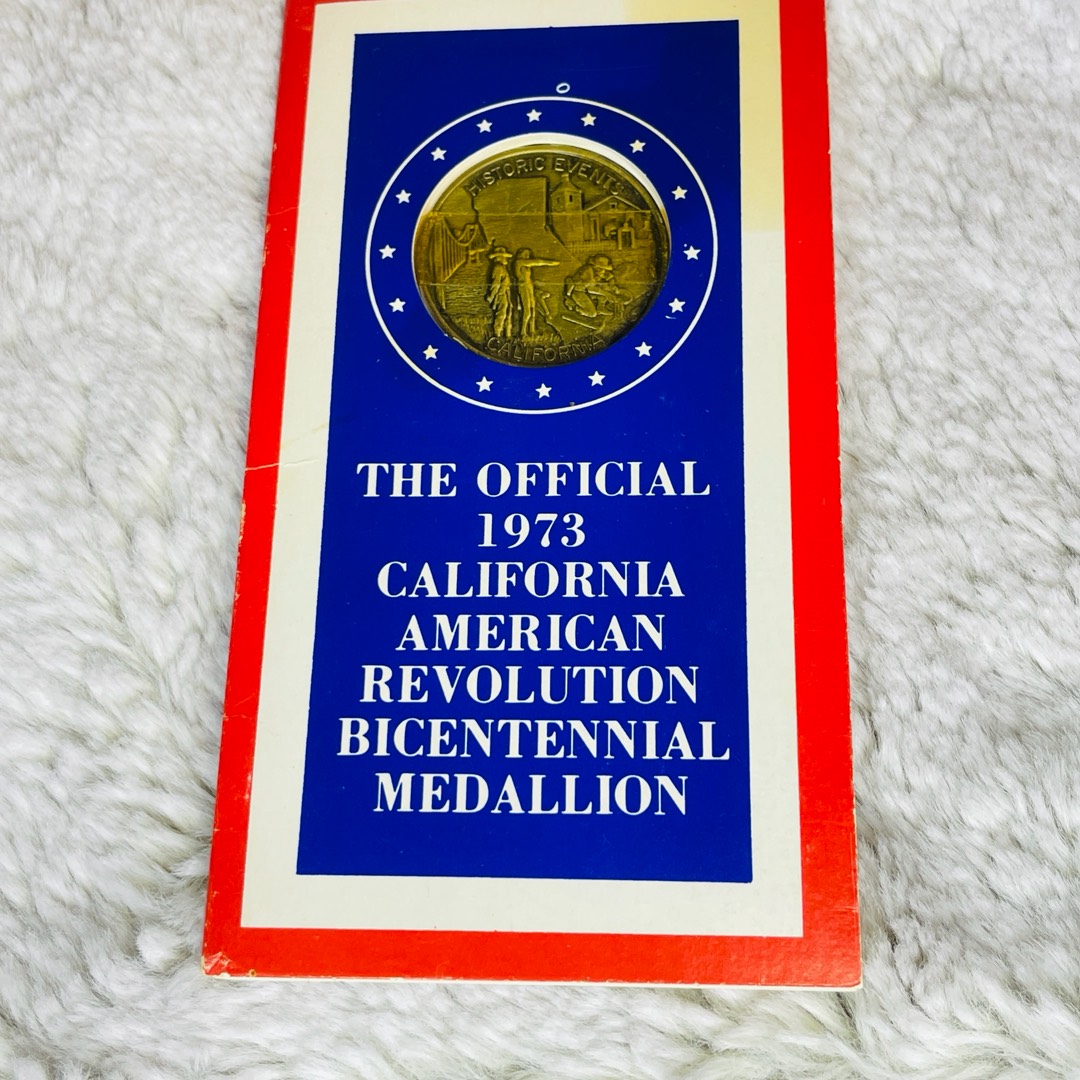 HISTORIC EVENTS
CALIFORNIA
THE OFFICIAL
1973
CALIFORNIA
AMERICAN
REVOLUTION
BICENTENNIAL
MEDALLION